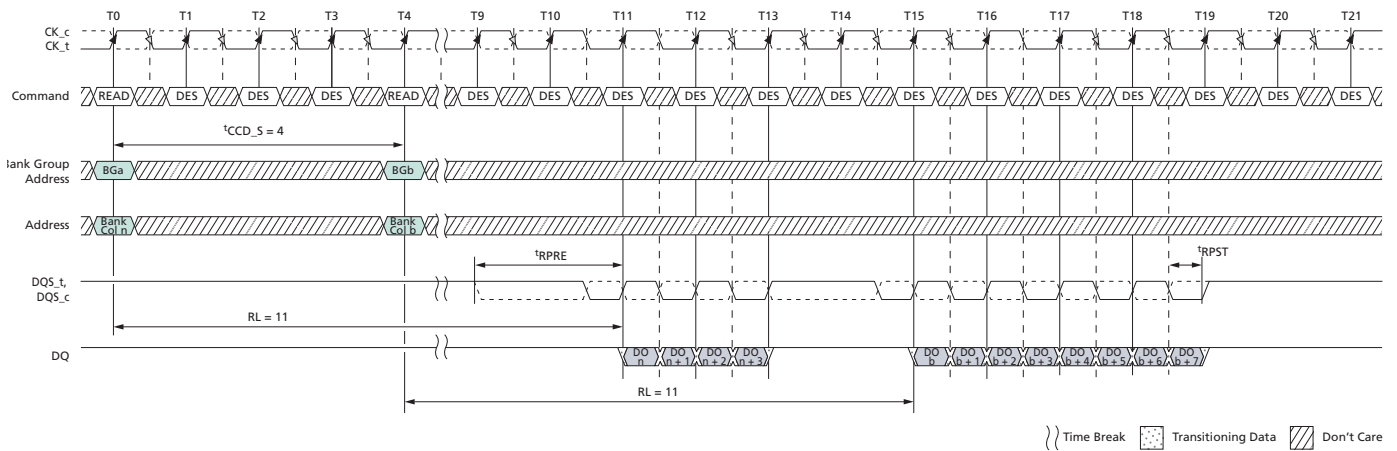 T0 T1 T2 T3 T4 T9 T10 T11 T12 T13 T14 T15 T16 T17 T18 T19 T20 T21
CK_c
CK_t
Command READ DES DES DES READ DES DES DES DES DES DES DES DES DES DES DES DES DES
tCCD_S = 4
Bank Group
Address
BGa BGb
Address
Bank
Col n
Bank
Col b
tRPRE tRPST
DQS_t,
DQS_c
RL = 11
DQ
DO
n
DO
n + 1
DO
n + 2
DO
n + 3
DO
b
DO
b + 1
DO
b + 2
DO
b + 3
DO
b + 4
DO
b + 5
DO
b + 6
DO
b + 7
RL = 11
Time Break Transitioning Data Don't Care